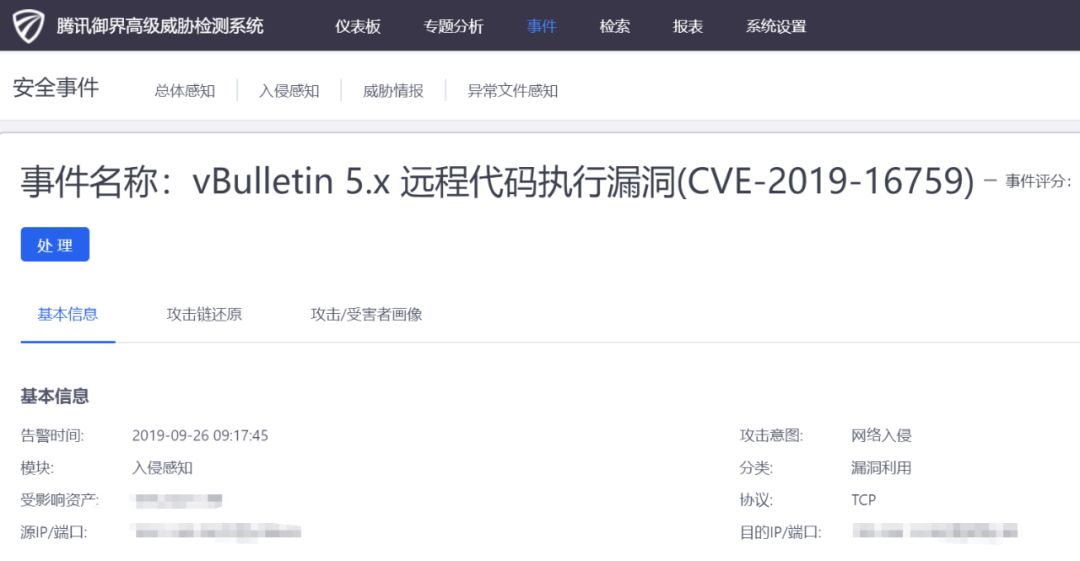 腾讯御界高级威胁检测系统 仪表板 专题分析 事件 检索 报表 系统设置
安全事件 总体感知 入侵感知 威胁情报 异常文件感知
事件名称：vBulletin 5.x 远程代码执行漏洞(CVE-2019-16759) – 事件评分:
处 理
基本信息 攻击链还原 攻击/受害者画像
基本信息
告警时间: 2019-09-26 09:17:45 攻击意图: 网络入侵
模块: 入侵感知 分类: 漏洞利用
受影响资产: 协议: TCP
源IP/端口: 目的IP/端口: